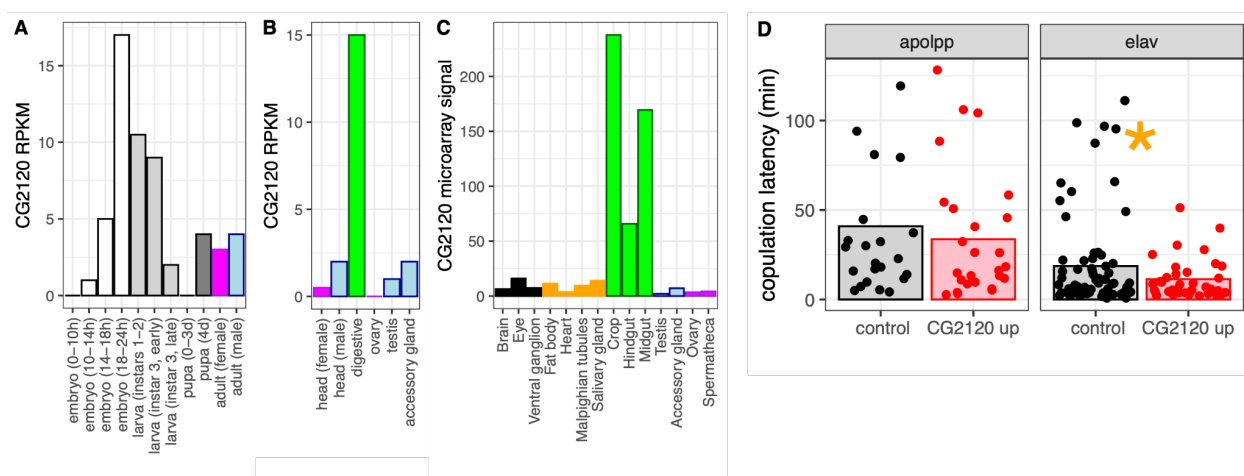 A
CG2120 RPKM
15
10
5
0
embryo (0−10h)
embryo (10−14h)
embryo (14−18h)
embryo (18−24h)
larva (instars 1−2)
larva (instar 3, early)
larva (instar 3, late)
pupa (0−3d)
pupa (4d)
adult (female)
adult (male)
B
CG2120 RPKM
15
10
5
0
head (female)
head (male)
digestive
ovary
testis
accessory gland
C
CG2120 microarray signal
200
150
100
50
0
Brain
Eye
Ventral ganglion
Fat body
Heart
Malpighian tubules
Salivary gland
Crop
Hindgut
Midgut
Testis
Accessory gland
Ovary
Spermatheca
D
apolpp
elav
copulation latency (min)
100
50
0
control
CG2120 up
control
CG2120 up